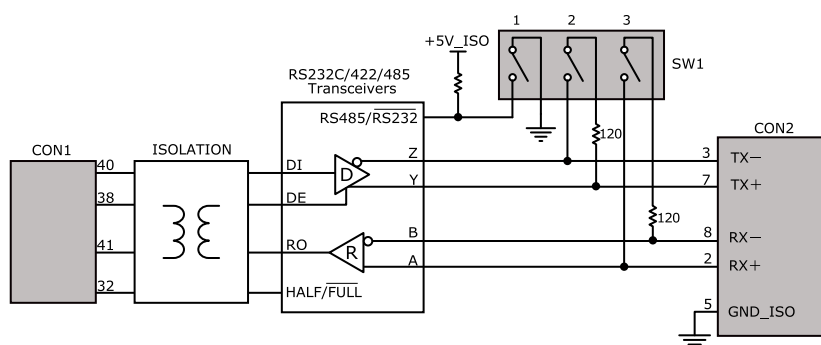 1 2 3
+5V_ISO
SW1
RS232C/422/485
Transceivers
RS485/RS232
120
CON1
ISOLATION
CON2
40
DI
D
Z
3
TX−
38
DE
Y
7
TX+
120
41
RO
R
B
8
RX−
A
2
RX+
32
HALF/FULL
5
GND_ISO